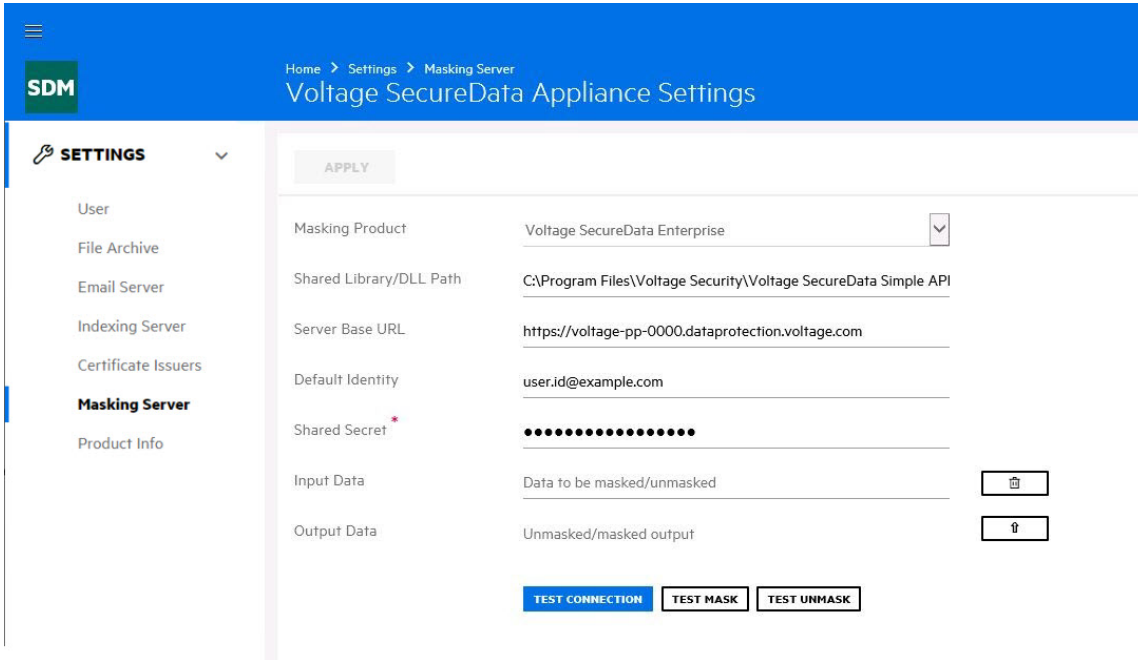 SDM
Home > Settings > Masking Server
Voltage SecureData Appliance Settings
SETTINGS
User
File Archive
Email Server
Indexing Server
Certificate Issuers
Masking Server
Product Info
APPLY
Masking Product
Voltage SecureData Enterprise
Shared Library/DLL Path
C:\Program Files\Voltage Security\Voltage SecureData Simple API
Server Base URL
https://voltage-pp-0000.dataprotection.voltage.com
Default Identity
user.id@example.com
Shared Secret *
•••••••••••••••••
Input Data
Data to be masked/unmasked
Output Data
Unmasked/masked output
TEST CONNECTION TEST MASK TEST UNMASK